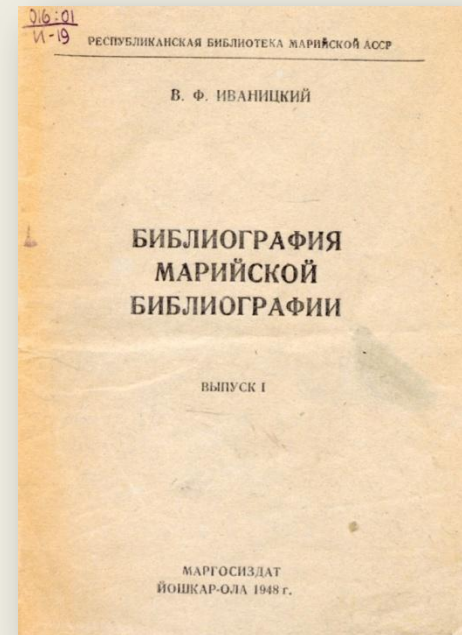 016:01
И-19
РЕСПУБЛИКАНСКАЯ БИБЛИОТЕКА МАРИЙСКОЙ АССР
В. Ф. ИВАНИЦКИЙ
БИБЛИОГРАФИЯ
МАРИЙСКОЙ
БИБЛИОГРАФИИ
ВЫПУСК I
МАРГОСИЗДАТ
ЙОШКАР-ОЛА 1948 г.